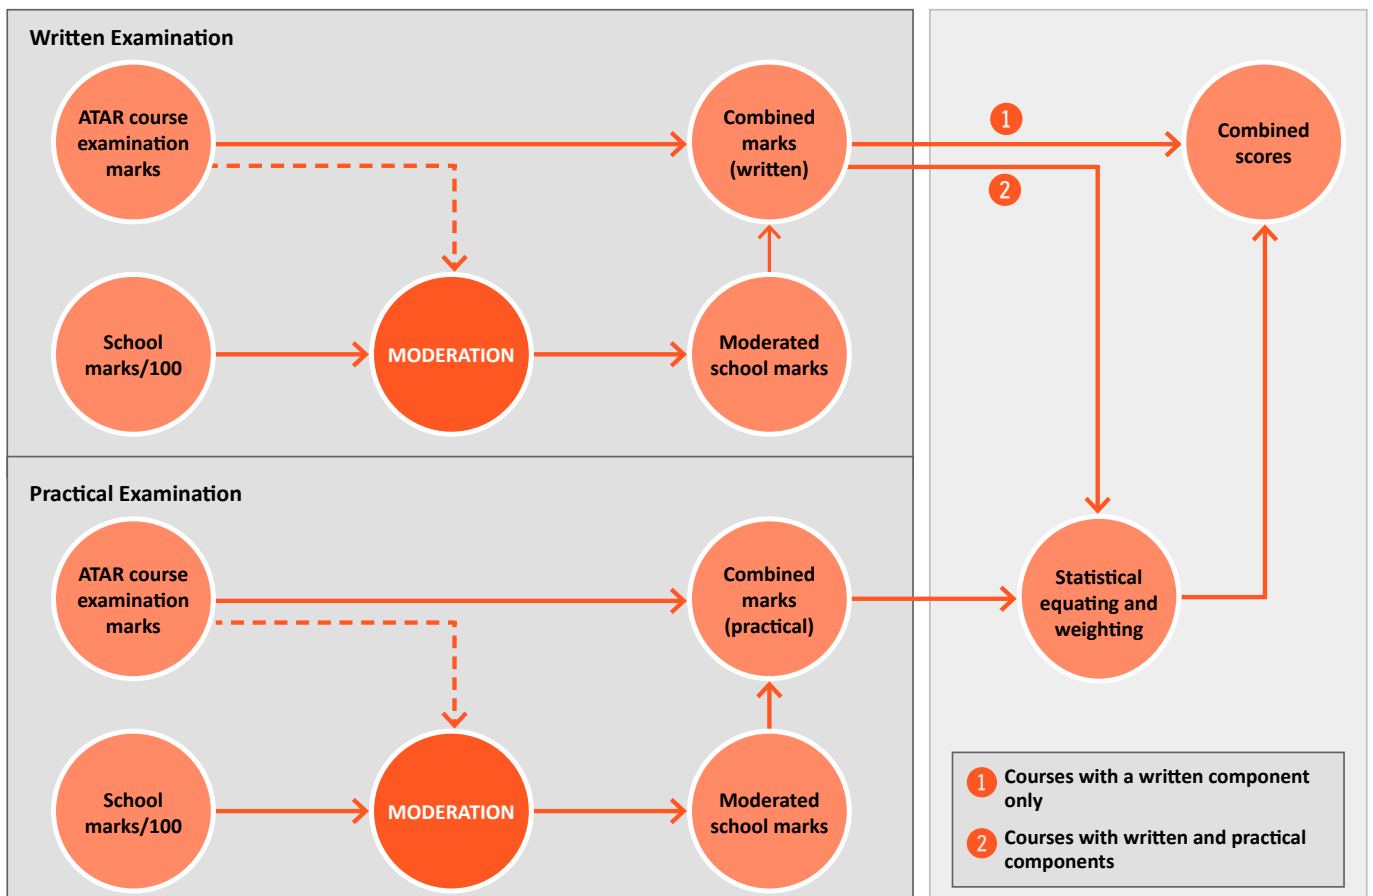 Written Examination
ATAR course
examination
marks
Combined
marks
(written)
1
2
Combined
scores
School
marks/100
MODERATION
Moderated
school marks
Practical Examination
ATAR course
examination
marks
Combined
marks
(practical)
Statistical
equating and
weighting
School
marks/100
MODERATION
Moderated
school marks
1 Courses with a written component
only
2 Courses with written and practical
components